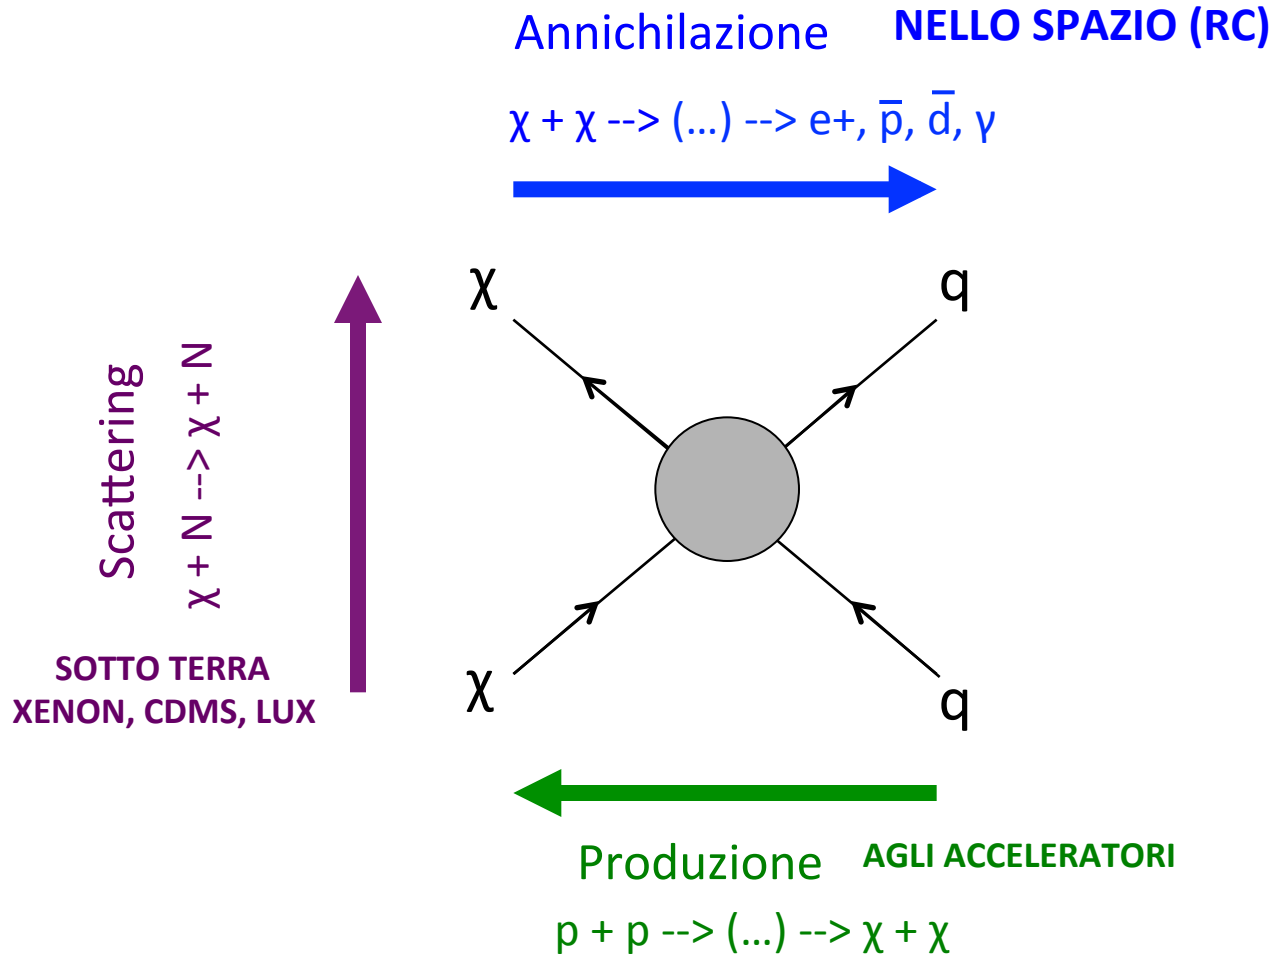 Annichilazione NELLO SPAZIO (RC)
χ + χ --> (...) --> e+, p̅, d̅, γ
χ q
Scattering
χ + N --> χ + N
SOTTO TERRA
XENON, CDMS, LUX
χ q
Produzione AGLI ACCELERATORI
p + p --> (...) --> χ + χ